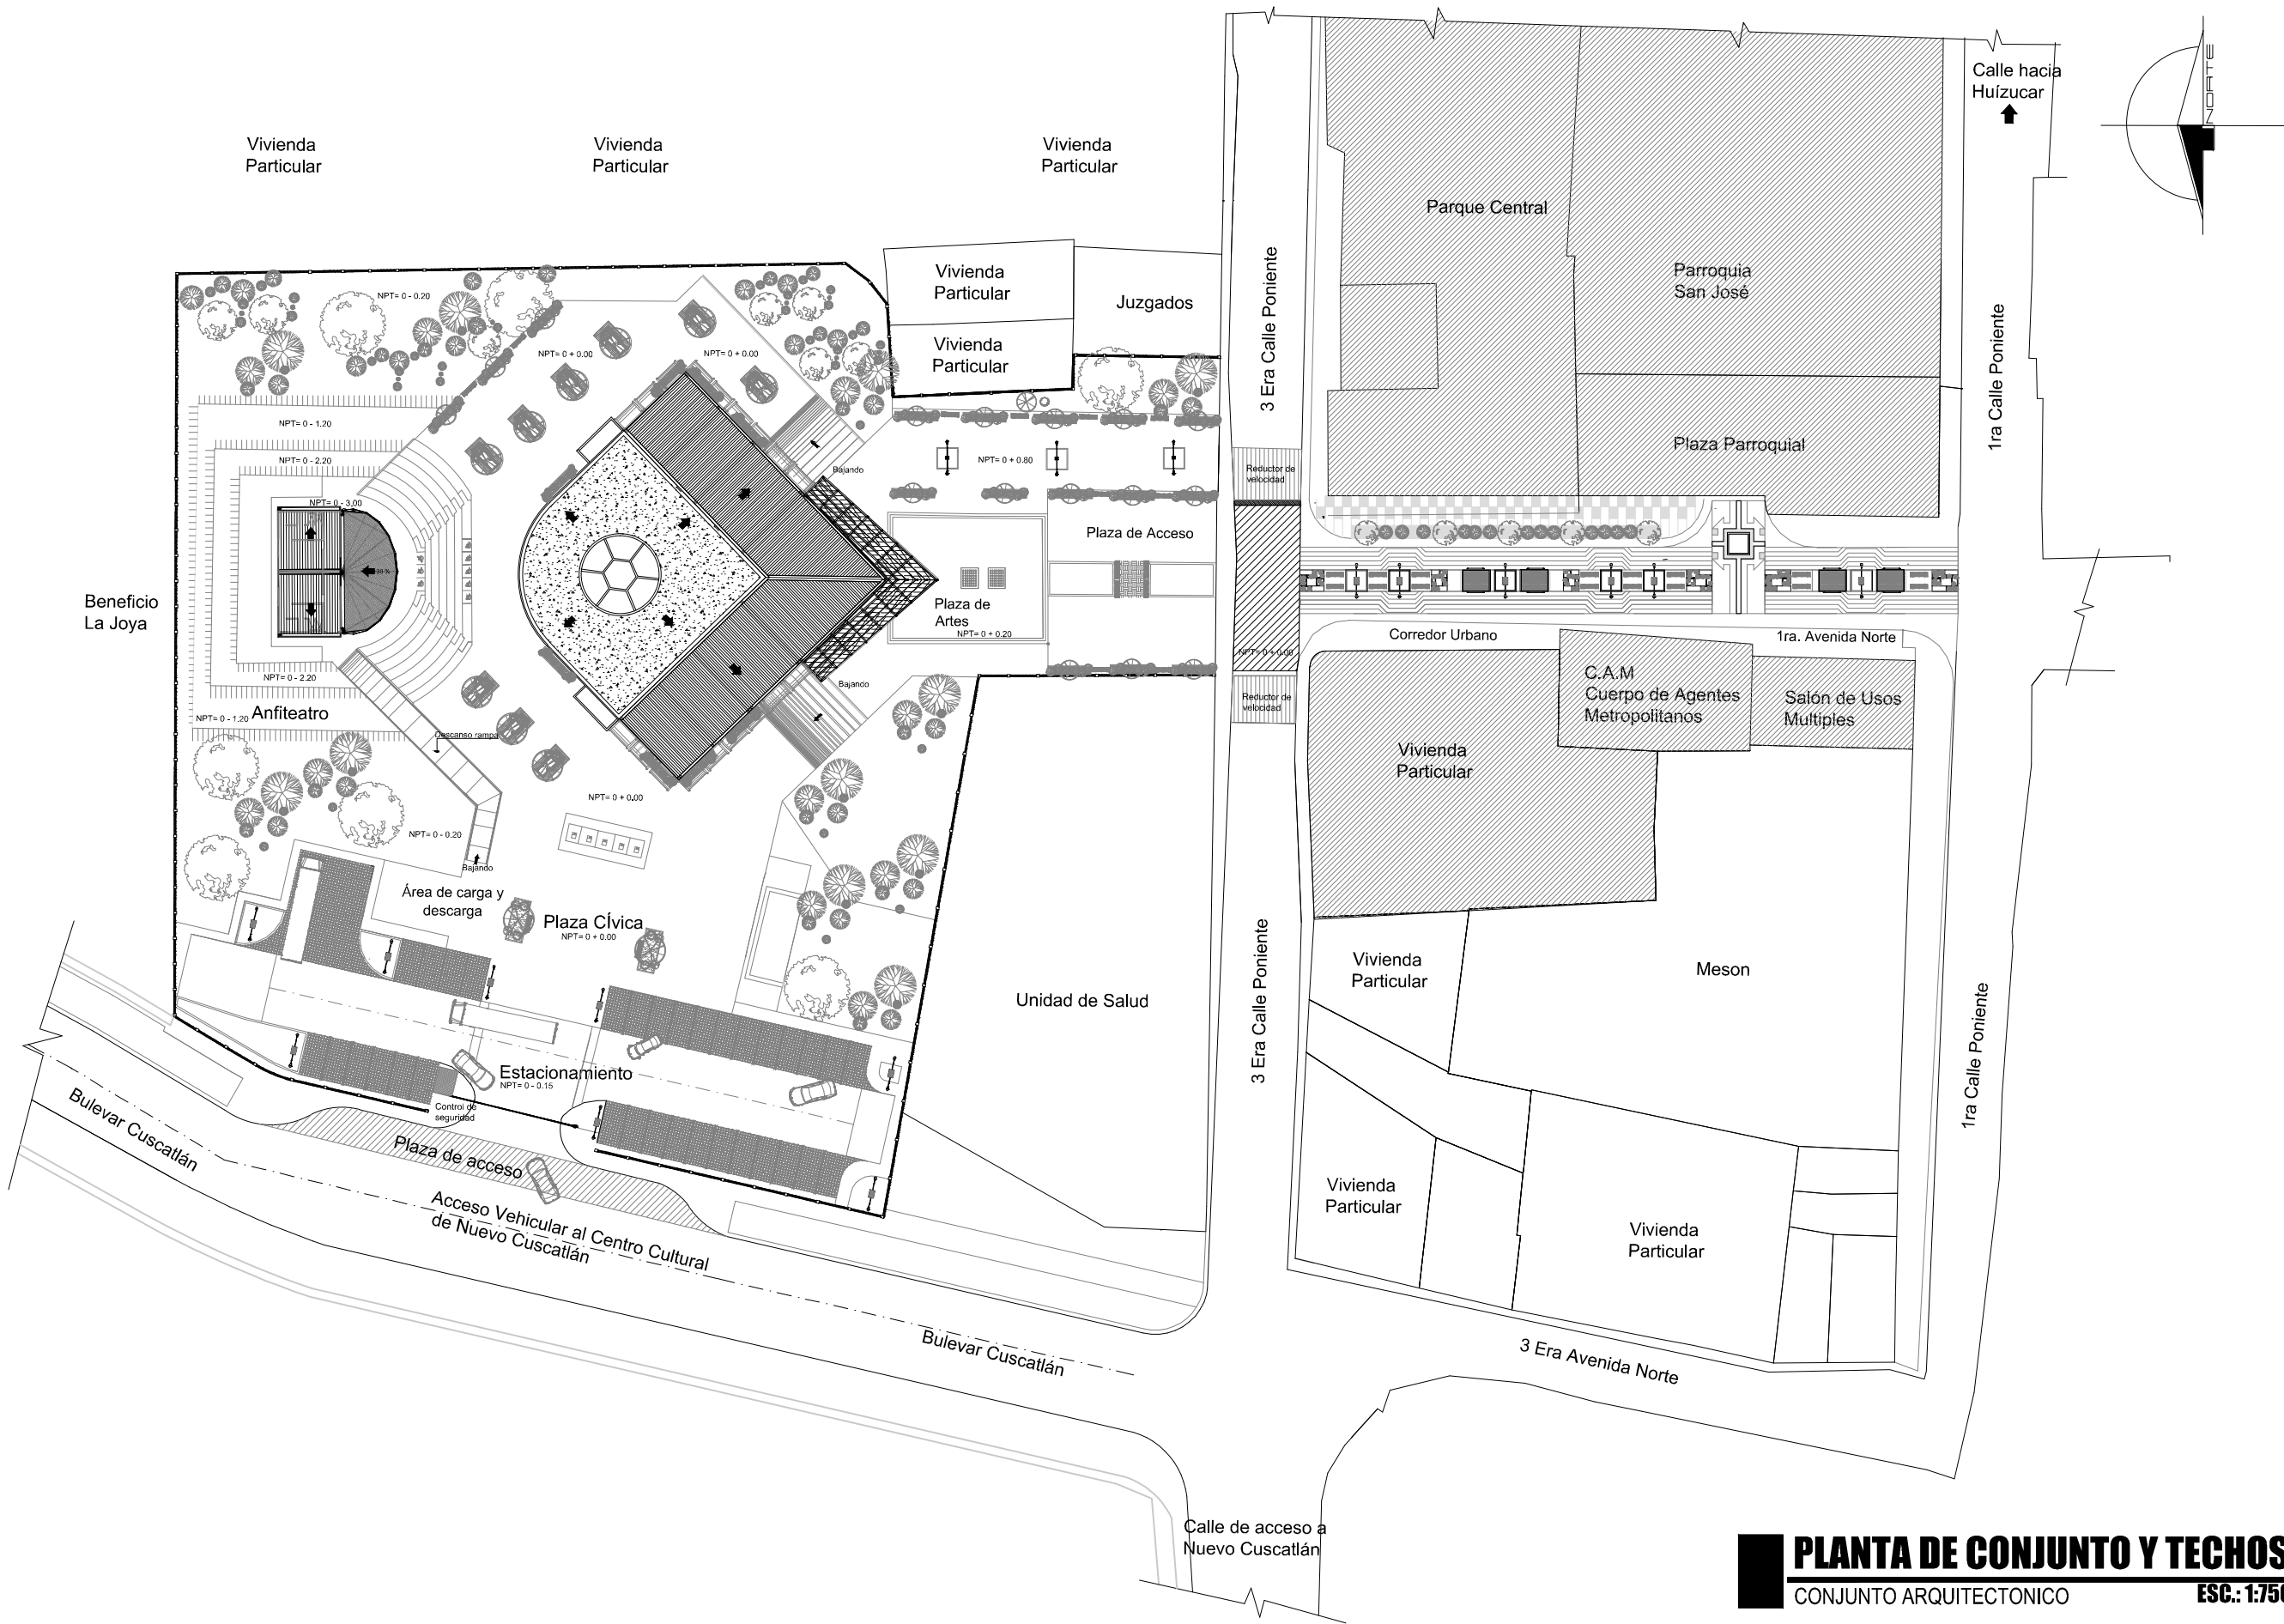 Calle hacia
Huízucar
NORTE
Vivienda
Particular
Vivienda
Particular
Vivienda
Particular
Parque Central
Parroquia
San José
Vivienda
Particular
Juzgados
Vivienda
Particular
3 Era Calle Poniente
1ra Calle Poniente
NPT= 0 - 0.20
NPT= 0 + 0.00
NPT= 0 + 0.00
NPT= 0 - 1.20
NPT= 0 - 2.20
NPT= 0 - 3.00
Bajando
NPT= 0 + 0.80
Reductor de
velocidad
Plaza Parroquial
Plaza de Acceso
30 %
Beneficio
La Joya
Plaza de
Artes
NPT= 0 + 0.20
NPT= 0 + 0.00
Corredor Urbano
1ra. Avenida Norte
NPT= 0 - 2.20
Bajando
Reductor de
velocidad
C.A.M
Cuerpo de Agentes
Metropolitanos
Salón de Usos
Multiples
NPT= 0 - 1.20
Anfiteatro
Descanso rampa
Vivienda
Particular
NPT= 0 + 0.00
NPT= 0 - 0.20
Bajando
Área de carga y
descarga
Plaza CÍvica
NPT= 0 + 0.00
Vivienda
Particular
Meson
Unidad de Salud
3 Era Calle Poniente
1ra Calle Poniente
Estacionamiento
NPT= 0 - 0.15
Control de
seguridad
Bulevar Cuscatlán
Plaza de acceso
Acceso Vehicular al Centro Cultural
de Nuevo Cuscatlán
Vivienda
Particular
Vivienda
Particular
Bulevar Cuscatlán
3 Era Avenida Norte
Calle de acceso a
Nuevo Cuscatlán
PLANTA DE CONJUNTO Y TECHOS
CONJUNTO ARQUITECTONICO
ESC.: 1:750